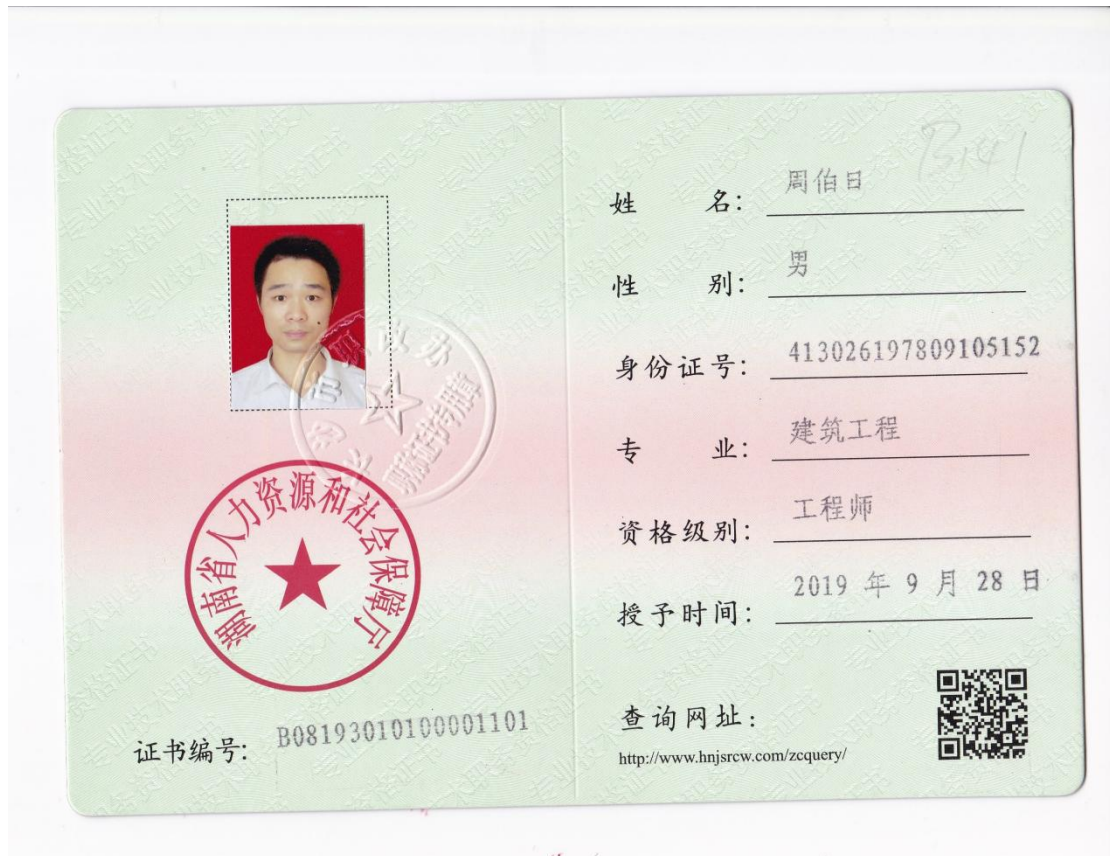 湖南省人力资源和社会保障厅
证书编号: B08193010100001101
B141
姓 名: 周伯日
性 别: 男
身份证号: 413026197809105152
专 业: 建筑工程
资格级别: 工程师
授予时间: 2019 年 9 月 28 日
查询网址:
http://www.hnjsrcw.com/zcquery/